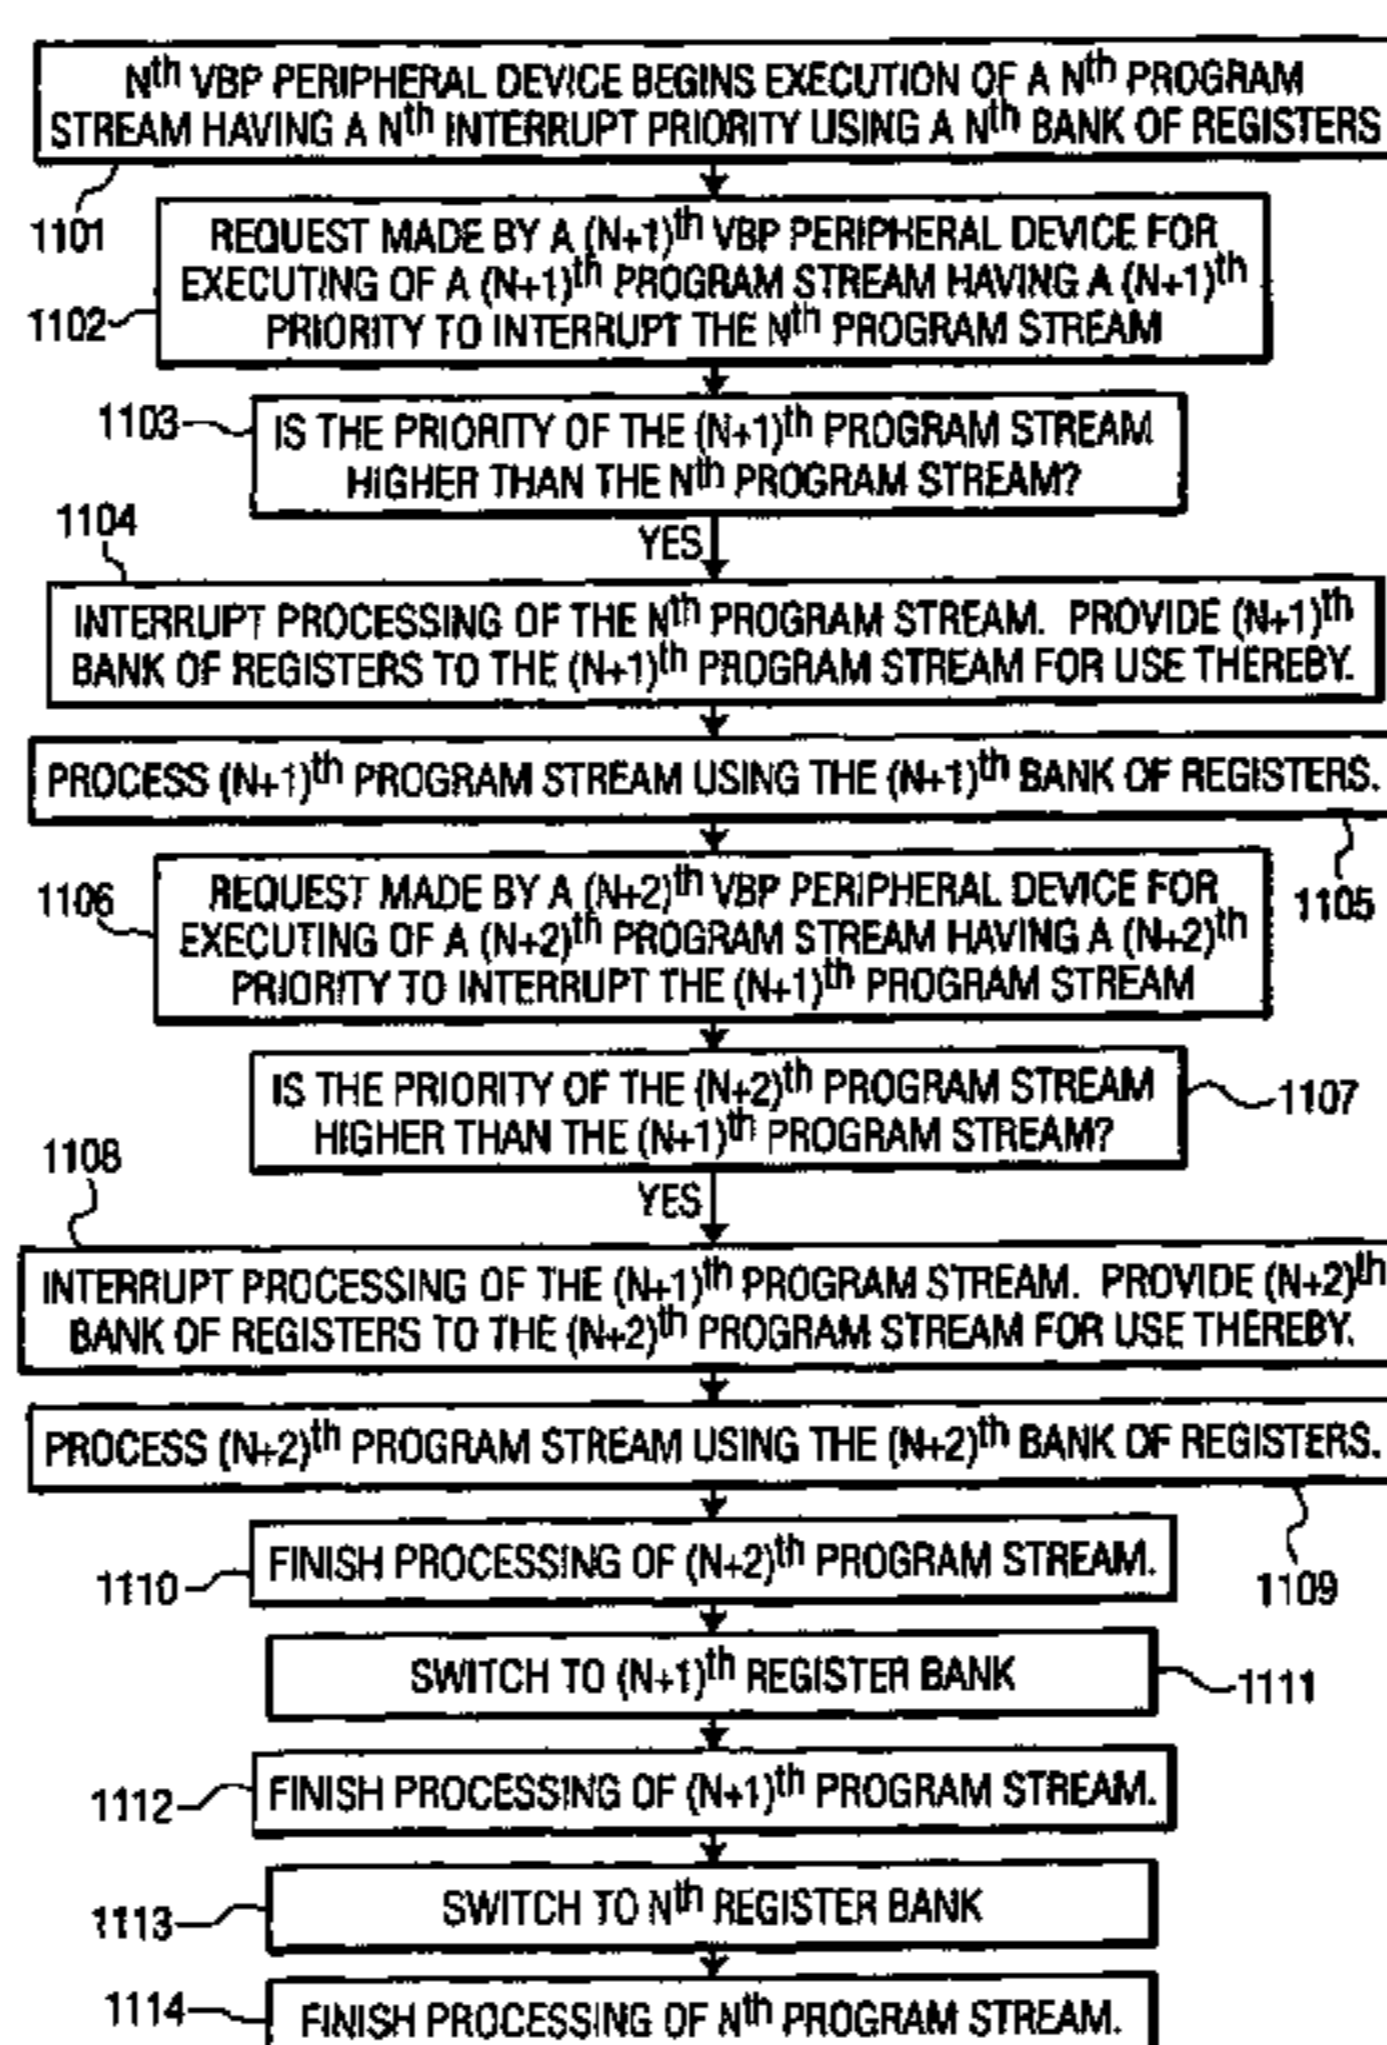 Nth VBP PERIPHERAL DEVICE BEGINS EXECUTION OF A Nth PROGRAM
STREAM HAVING A Nth INTERRUPT PRIORITY USING A Nth BANK OF REGISTERS
1101
REQUEST MADE BY A (N+1)th VBP PERIPHERAL DEVICE FOR
EXECUTING OF A (N+1)th PROGRAM STREAM HAVING A (N+1)th
PRIORITY TO INTERRUPT THE Nth PROGRAM STREAM
1102
1103
IS THE PRIORITY OF THE (N+1)th PROGRAM STREAM
HIGHER THAN THE Nth PROGRAM STREAM?
1104
YES
INTERRUPT PROCESSING OF THE Nth PROGRAM STREAM. PROVIDE (N+1)th
BANK OF REGISTERS TO THE (N+1)th PROGRAM STREAM FOR USE THEREBY.
PROCESS (N+1)th PROGRAM STREAM USING THE (N+1)th BANK OF REGISTERS.
1105
1106
REQUEST MADE BY A (N+2)th VBP PERIPHERAL DEVICE FOR
EXECUTING OF A (N+2)th PROGRAM STREAM HAVING A (N+2)th
PRIORITY TO INTERRUPT THE (N+1)th PROGRAM STREAM
IS THE PRIORITY OF THE (N+2)th PROGRAM STREAM
HIGHER THAN THE (N+1)th PROGRAM STREAM?
1107
1108
YES
INTERRUPT PROCESSING OF THE (N+1)th PROGRAM STREAM. PROVIDE (N+2)th
BANK OF REGISTERS TO THE (N+2)th PROGRAM STREAM FOR USE THEREBY.
PROCESS (N+2)th PROGRAM STREAM USING THE (N+2)th BANK OF REGISTERS.
1109
FINISH PROCESSING OF (N+2)th PROGRAM STREAM.
1110
SWITCH TO (N+1)th REGISTER BANK
1111
FINISH PROCESSING OF (N+1)th PROGRAM STREAM.
1112
SWITCH TO Nth REGISTER BANK
1113
1114
FINISH PROCESSING OF Nth PROGRAM STREAM.